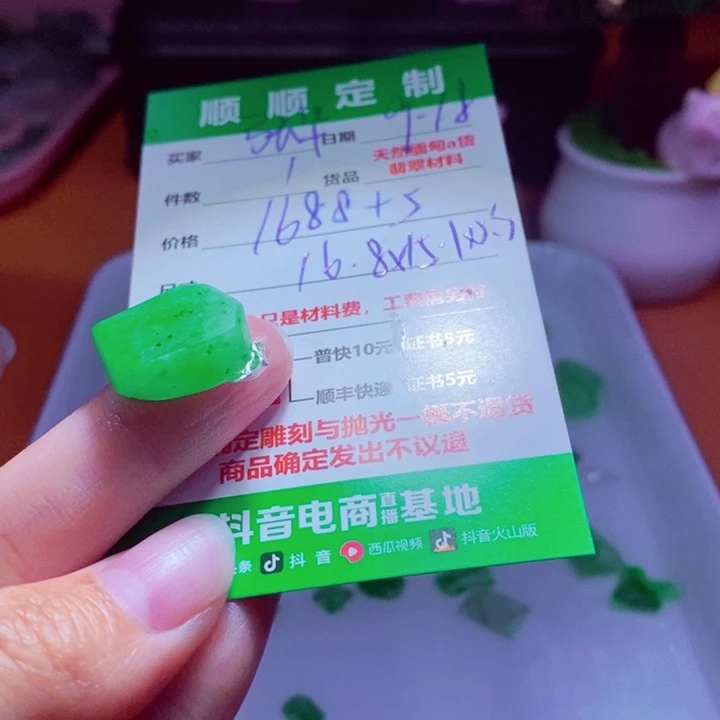 顺顺定制
买家 日期 9-18
件数 1 货品 天然缅甸a货
翡翠材料
价格 1688+5
16.8x15.1x
只是材料费，工费
普快10元 证书5元
顺丰快递 证书5元
定雕刻与抛光一概不退货
商品确定发出不议退
抖音电商直播基地
头条 抖音 西瓜视频 抖音火山版